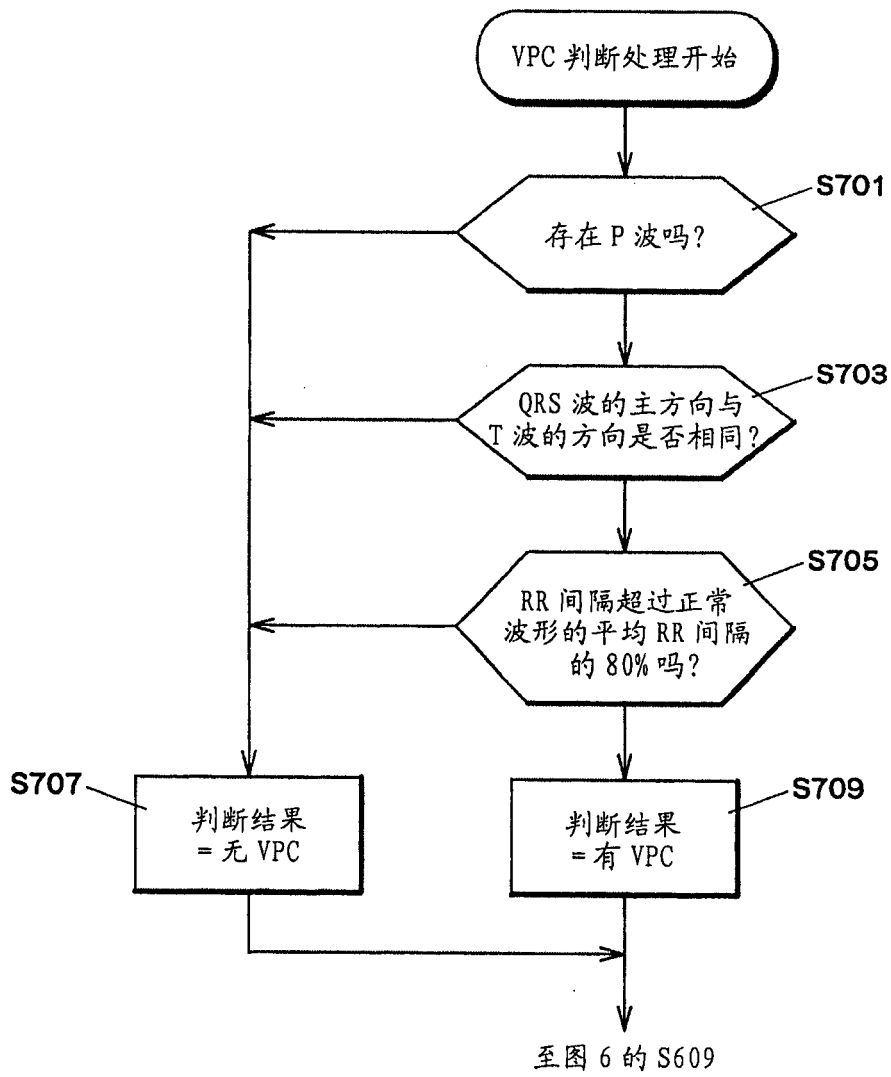 VPC 判断处理开始
S701
存在 P 波吗?
S703
QRS 波的主方向与
T 波的方向是否相同?
S705
RR 间隔超过正常
波形的平均 RR 间隔
的 80% 吗?
S707
判断结果
= 无 VPC
S709
判断结果
= 有 VPC
至图 6 的 S609